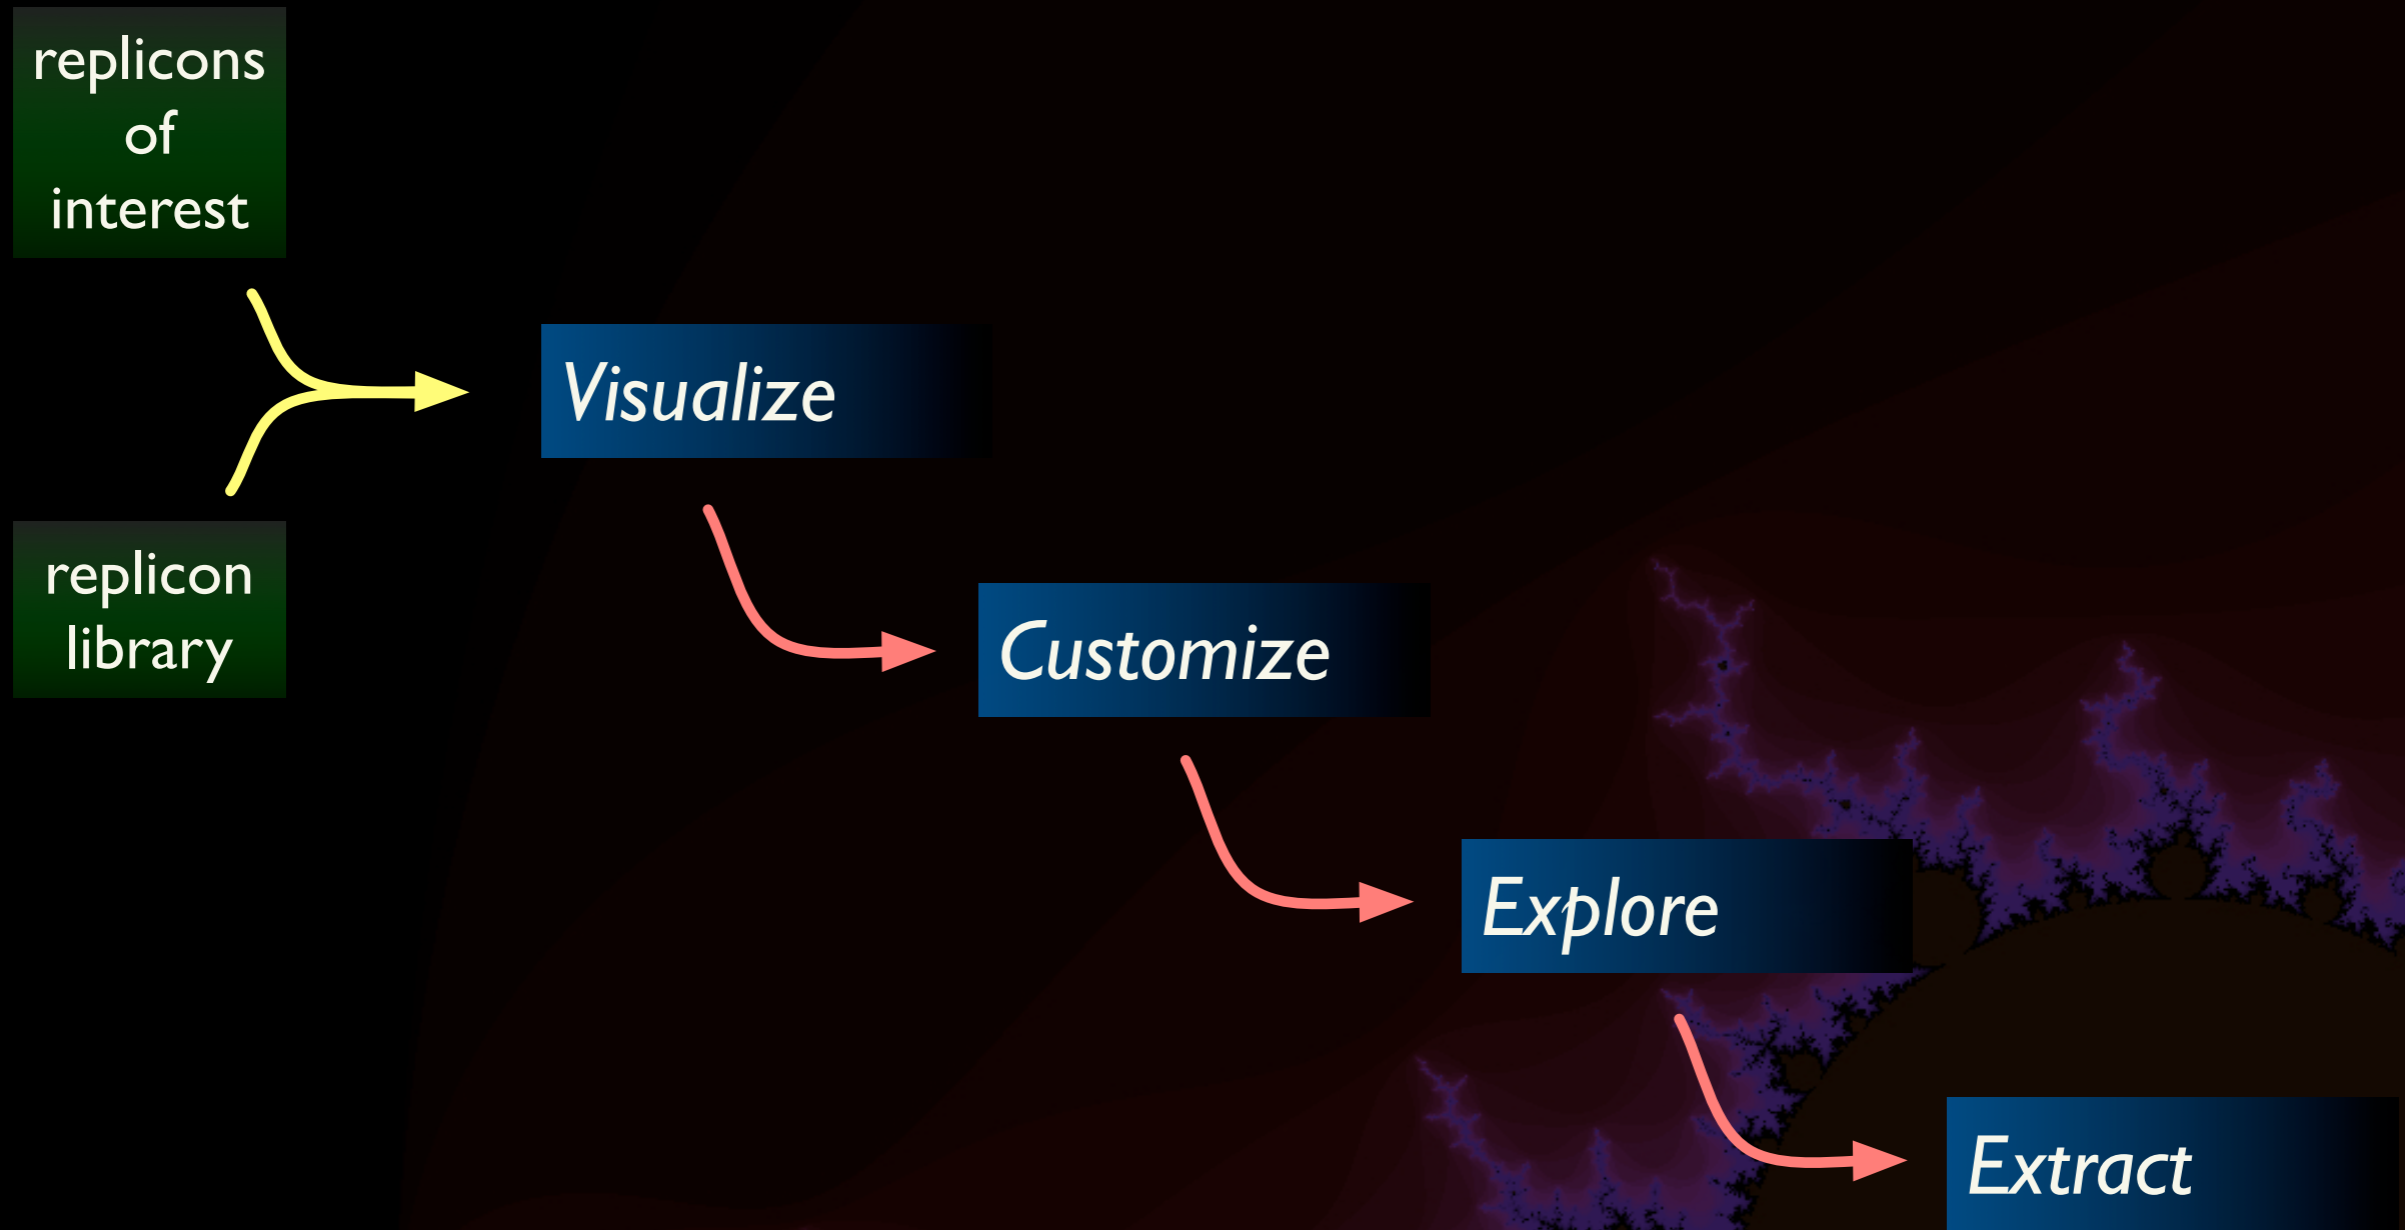 replicons
of
interest
Visualize
replicon
library
Customize
Explore
Extract